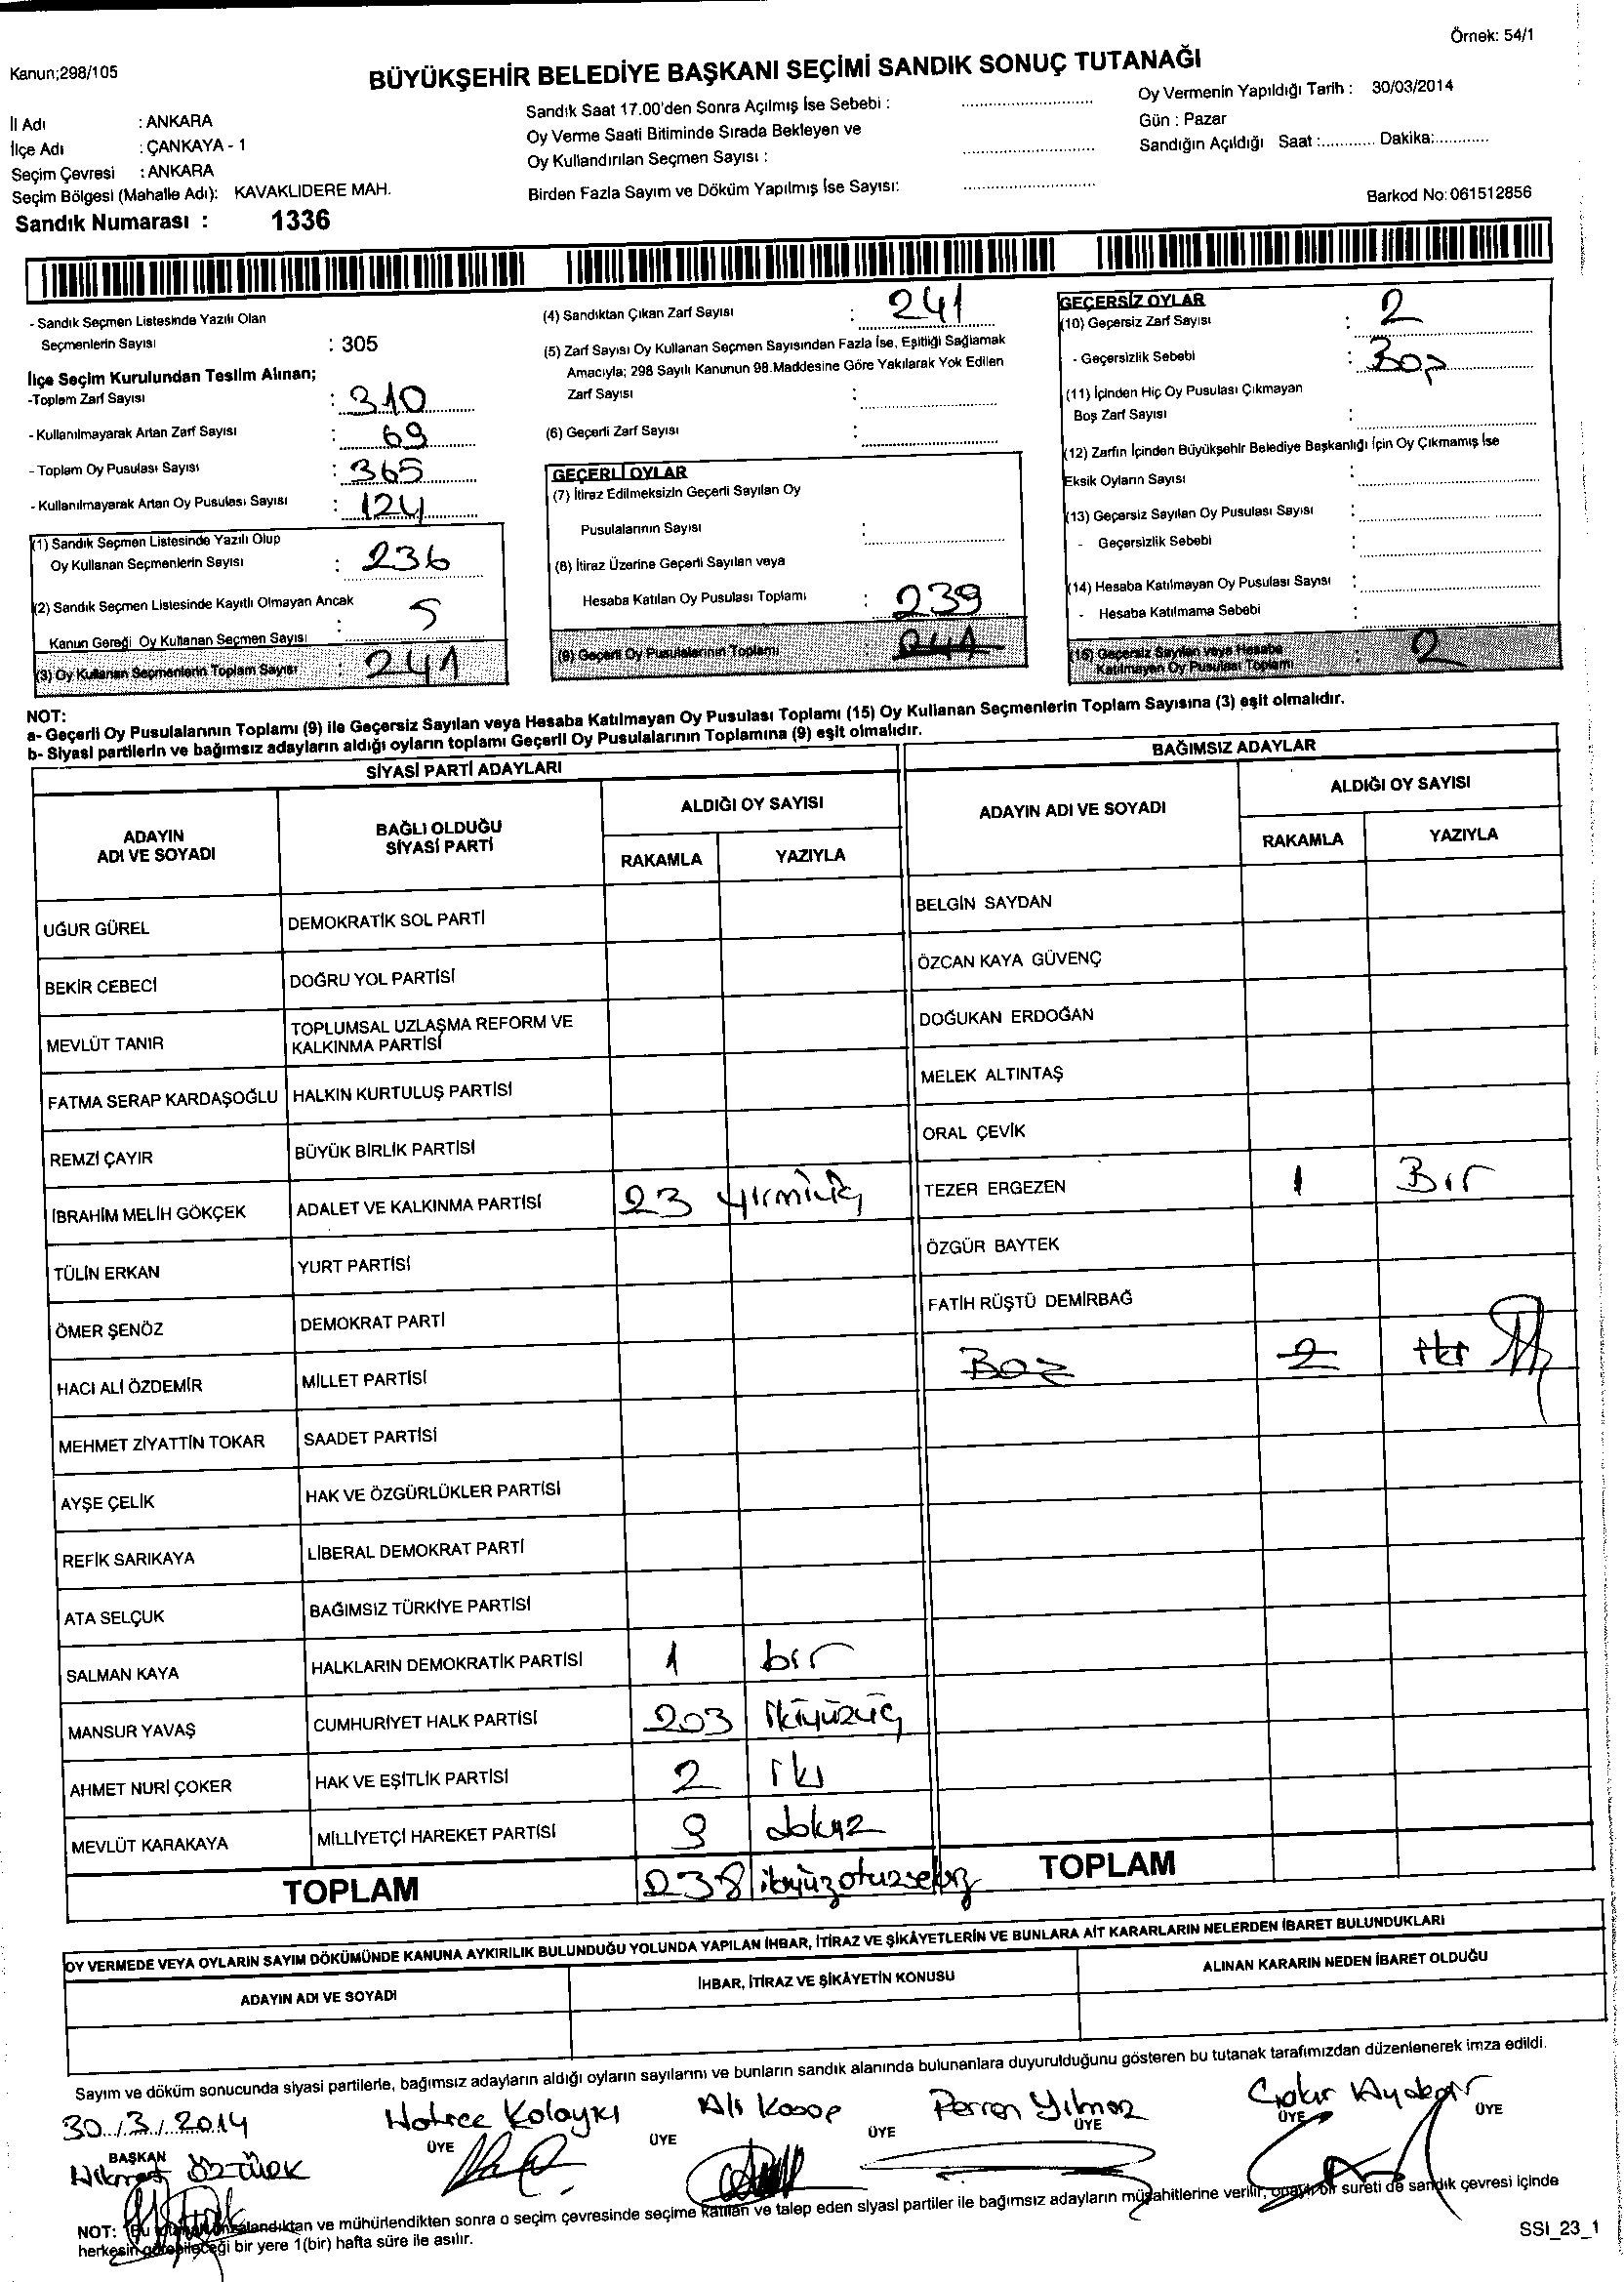 Örnek: 54/1
Kanun;298/105
BÜYÜKŞEHİR BELEDİYE BAŞKANI SEÇİMİ SANDIK SONUÇ TUTANAĞI
İl Adı : ANKARA
İlçe Adı : ÇANKAYA - 1
Seçim Çevresi : ANKARA
Seçim Bölgesi (Mahalle Adı): KAVAKLIDERE MAH.
Sandık Numarası : 1336
Sandık Saat 17.00'den Sonra Açılmış İse Sebebi :
Oy Verme Saati Bitiminde Sırada Bekleyen ve
Oy Kullandırılan Seçmen Sayısı :
Birden Fazla Sayım ve Döküm Yapılmış İse Sayısı:
Oy Vermenin Yapıldığı Tarih : 30/03/2014
Gün : Pazar
Sandığın Açıldığı Saat :............ Dakika:............
Barkod No: 061512856
- Sandık Seçmen Listesinde Yazılı Olan
Seçmenlerin Sayısı : 305
İlçe Seçim Kurulundan Teslim Alınan;
-Toplam Zarf Sayısı : 310
- Kullanılmayarak Artan Zarf Sayısı : 69
- Toplam Oy Pusulası Sayısı : 365
- Kullanılmayarak Artan Oy Pusulası Sayısı : 124
(1) Sandık Seçmen Listesinde Yazılı Olup
Oy Kullanan Seçmenlerin Sayısı : 236
(2) Sandık Seçmen Listesinde Kayıtlı Olmayan Ancak
Kanun Gereği Oy Kullanan Seçmen Sayısı : 5
(3) Oy Kullanan Seçmenlerin Toplam Sayısı : 241
(4) Sandıktan Çıkan Zarf Sayısı : 241
(5) Zarf Sayısı Oy Kullanan Seçmen Sayısından Fazla İse, Eşitliği Sağlamak
Amacıyla; 298 Sayılı Kanunun 98.Maddesine Göre Yakılarak Yok Edilen
Zarf Sayısı :
(6) Geçerli Zarf Sayısı :
GEÇERLİ OYLAR
(7) İtiraz Edilmeksizin Geçerli Sayılan Oy
Pusulalarının Sayısı :
(8) İtiraz Üzerine Geçerli Sayılan veya
Hesaba Katılan Oy Pusulası Toplamı : 239
(9) Geçerli Oy Pusulalarının Toplamı : 241
GEÇERSİZ OYLAR
(10) Geçersiz Zarf Sayısı : 2
- Geçersizlik Sebebi : Boş
(11) İçinden Hiç Oy Pusulası Çıkmayan
Boş Zarf Sayısı :
(12) Zarfın İçinden Büyükşehir Belediye Başkanlığı İçin Oy Çıkmamış İse
Eksik Oyların Sayısı :
(13) Geçersiz Sayılan Oy Pusulası Sayısı :
- Geçersizlik Sebebi :
(14) Hesaba Katılmayan Oy Pusulası Sayısı :
- Hesaba Katılmama Sebebi :
(15) Geçersiz Sayılan veya Hesaba
Katılmayan Oy Pusulası Toplamı : 2
NOT:
a- Geçerli Oy Pusulalarının Toplamı (9) ile Geçersiz Sayılan veya Hesaba Katılmayan Oy Pusulası Toplamı (15) Oy Kullanan Seçmenlerin Toplam Sayısına (3) eşit olmalıdır.
b- Siyasi partilerin ve bağımsız adayların aldığı oyların toplamı Geçerli Oy Pusulalarının Toplamına (9) eşit olmalıdır.
SİYASİ PARTİ ADAYLARI
ADAYIN ADI VE SOYADI
BAĞLI OLDUĞU SİYASİ PARTİ
ALDIĞI OY SAYISI
RAKAMLA YAZIYLA
UĞUR GÜREL DEMOKRATİK SOL PARTİ
BEKİR CEBECİ DOĞRU YOL PARTİSİ
MEVLÜT TANIR TOPLUMSAL UZLAŞMA REFORM VE KALKINMA PARTİSİ
FATMA SERAP KARDAŞOĞLU HALKIN KURTULUŞ PARTİSİ
REMZİ ÇAYIR BÜYÜK BİRLİK PARTİSİ
İBRAHİM MELİH GÖKÇEK ADALET VE KALKINMA PARTİSİ 23 yirmiüç
TÜLİN ERKAN YURT PARTİSİ
ÖMER ŞENÖZ DEMOKRAT PARTİ
HACI ALİ ÖZDEMİR MİLLET PARTİSİ
MEHMET ZİYATTİN TOKAR SAADET PARTİSİ
AYŞE ÇELİK HAK VE ÖZGÜRLÜKLER PARTİSİ
REFİK SARIKAYA LİBERAL DEMOKRAT PARTİ
ATA SELÇUK BAĞIMSIZ TÜRKİYE PARTİSİ
SALMAN KAYA HALKLARIN DEMOKRATİK PARTİSİ 1 bir
MANSUR YAVAŞ CUMHURİYET HALK PARTİSİ 203 ikiyüzüç
AHMET NURİ ÇOKER HAK VE EŞİTLİK PARTİSİ 2 iki
MEVLÜT KARAKAYA MİLLİYETÇİ HAREKET PARTİSİ 9 dokuz
TOPLAM 238 ikiyüzotuzsekiz
BAĞIMSIZ ADAYLAR
ADAYIN ADI VE SOYADI
ALDIĞI OY SAYISI
RAKAMLA YAZIYLA
BELGİN SAYDAN
ÖZCAN KAYA GÜVENÇ
DOĞUKAN ERDOĞAN
MELEK ALTINTAŞ
ORAL ÇEVİK
TEZER ERGEZEN 1 Bir
ÖZGÜR BAYTEK
FATİH RÜŞTÜ DEMİRBAĞ
Boş 2 iki
TOPLAM
OY VERMEDE VEYA OYLARIN SAYIM DÖKÜMÜNDE KANUNA AYKIRILIK BULUNDUĞU YOLUNDA YAPILAN İHBAR, İTİRAZ VE ŞİKÂYETLERİN VE BUNLARA AİT KARARLARIN NELERDEN İBARET BULUNDUKLARI
ADAYIN ADI VE SOYADI İHBAR, İTİRAZ VE ŞİKÂYETİN KONUSU ALINAN KARARIN NEDEN İBARET OLDUĞU
Sayım ve döküm sonucunda siyasi partilerle, bağımsız adayların aldığı oyların sayılarını ve bunların sandık alanında bulunanlara duyurulduğunu gösteren bu tutanak tarafımızdan düzenlenerek imza edildi.
30/3/2014 Hatice Ali Kasap Perran Yılmaz
BAŞKAN ÜYE ÜYE ÜYE ÜYE ÜYE ÜYE
Hikmet ÖZTÜRK
NOT: Bu tutanak imzalandıktan ve mühürlendikten sonra o seçim çevresinde seçime katılan ve talep eden siyasi partiler ile bağımsız adayların müşahitlerine verilir, onaylı bir sureti de sandık çevresi içinde
herkesin görebileceği bir yere 1(bir) hafta süre ile asılır.
SSI_23_1